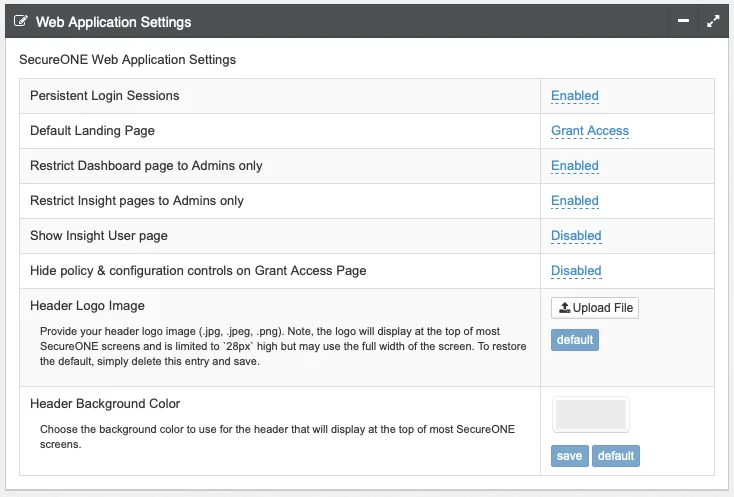 Web Application Settings
SecureONE Web Application Settings
Persistent Login Sessions
Enabled
Default Landing Page
Grant Access
Restrict Dashboard page to Admins only
Enabled
Restrict Insight pages to Admins only
Enabled
Show Insight User page
Disabled
Hide policy & configuration controls on Grant Access Page
Disabled
Header Logo Image
Upload File
Provide your header logo image (.jpg, .jpeg, .png). Note, the logo will display at the top of most
SecureONE screens and is limited to `28px` high but may use the full width of the screen. To restore
the default, simply delete this entry and save.
default
Header Background Color
Choose the background color to use for the header that will display at the top of most SecureONE
screens.
save
default